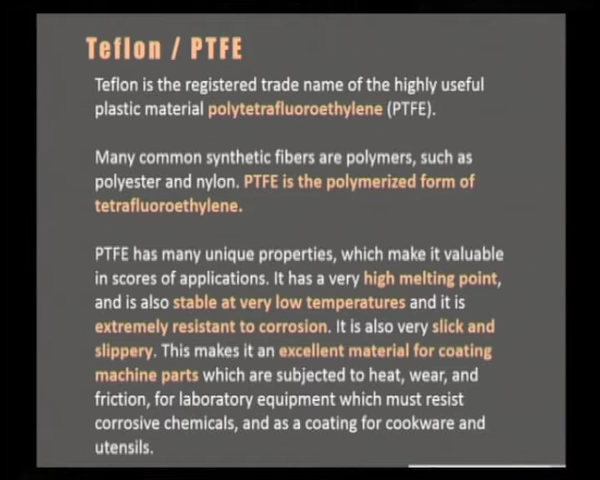 Teflon / PTFE
Teflon is the registered trade name of the highly useful
plastic material polytetrafluoroethylene (PTFE).
Many common synthetic fibers are polymers, such as
polyester and nylon. PTFE is the polymerized form of
tetrafluoroethylene.
PTFE has many unique properties, which make it valuable
in scores of applications. It has a very high melting point,
and is also stable at very low temperatures and it is
extremely resistant to corrosion. It is also very slick and
slippery. This makes it an excellent material for coating
machine parts which are subjected to heat, wear, and
friction, for laboratory equipment which must resist
corrosive chemicals, and as a coating for cookware and
utensils.